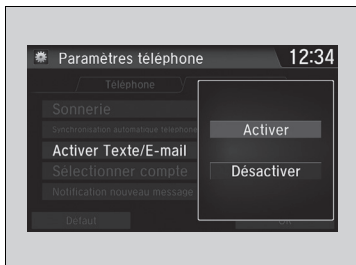 Paramètres téléphone
12:34
Téléphone
Sonnerie
Synchronisation automatique téléphone
Activer Texte/E-mail
Sélectionner compte
Notification nouveau message
Activer
Désactiver
Défaut
OK